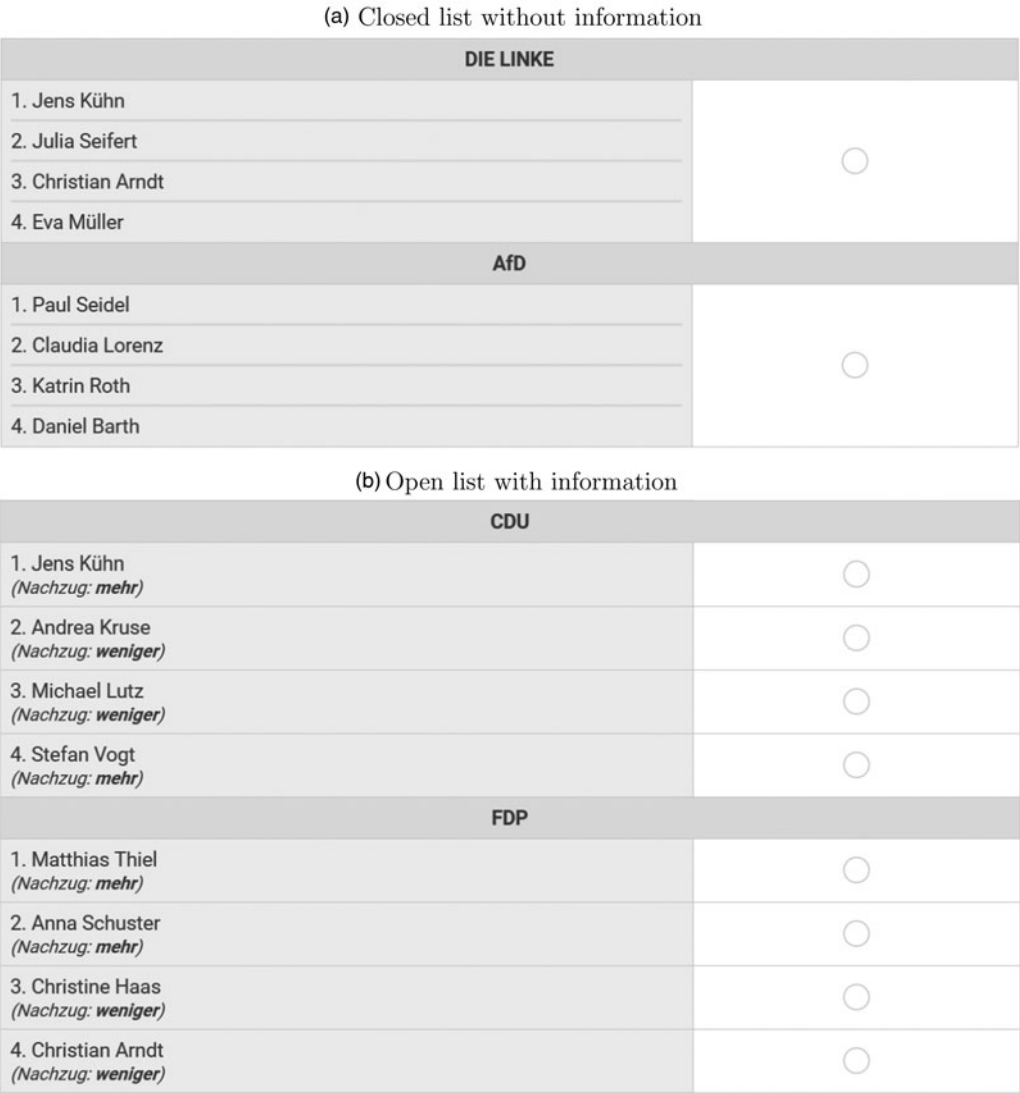 (a) Closed list without information
DIE LINKE
1. Jens Kühn
2. Julia Seifert
3. Christian Arndt
4. Eva Müller
AfD
1. Paul Seidel
2. Claudia Lorenz
3. Katrin Roth
4. Daniel Barth
(b) Open list with information
CDU
1. Jens Kühn
(Nachzug: mehr)
2. Andrea Kruse
(Nachzug: weniger)
3. Michael Lutz
(Nachzug: weniger)
4. Stefan Vogt
(Nachzug: mehr)
FDP
1. Matthias Thiel
(Nachzug: mehr)
2. Anna Schuster
(Nachzug: mehr)
3. Christine Haas
(Nachzug: weniger)
4. Christian Arndt
(Nachzug: weniger)